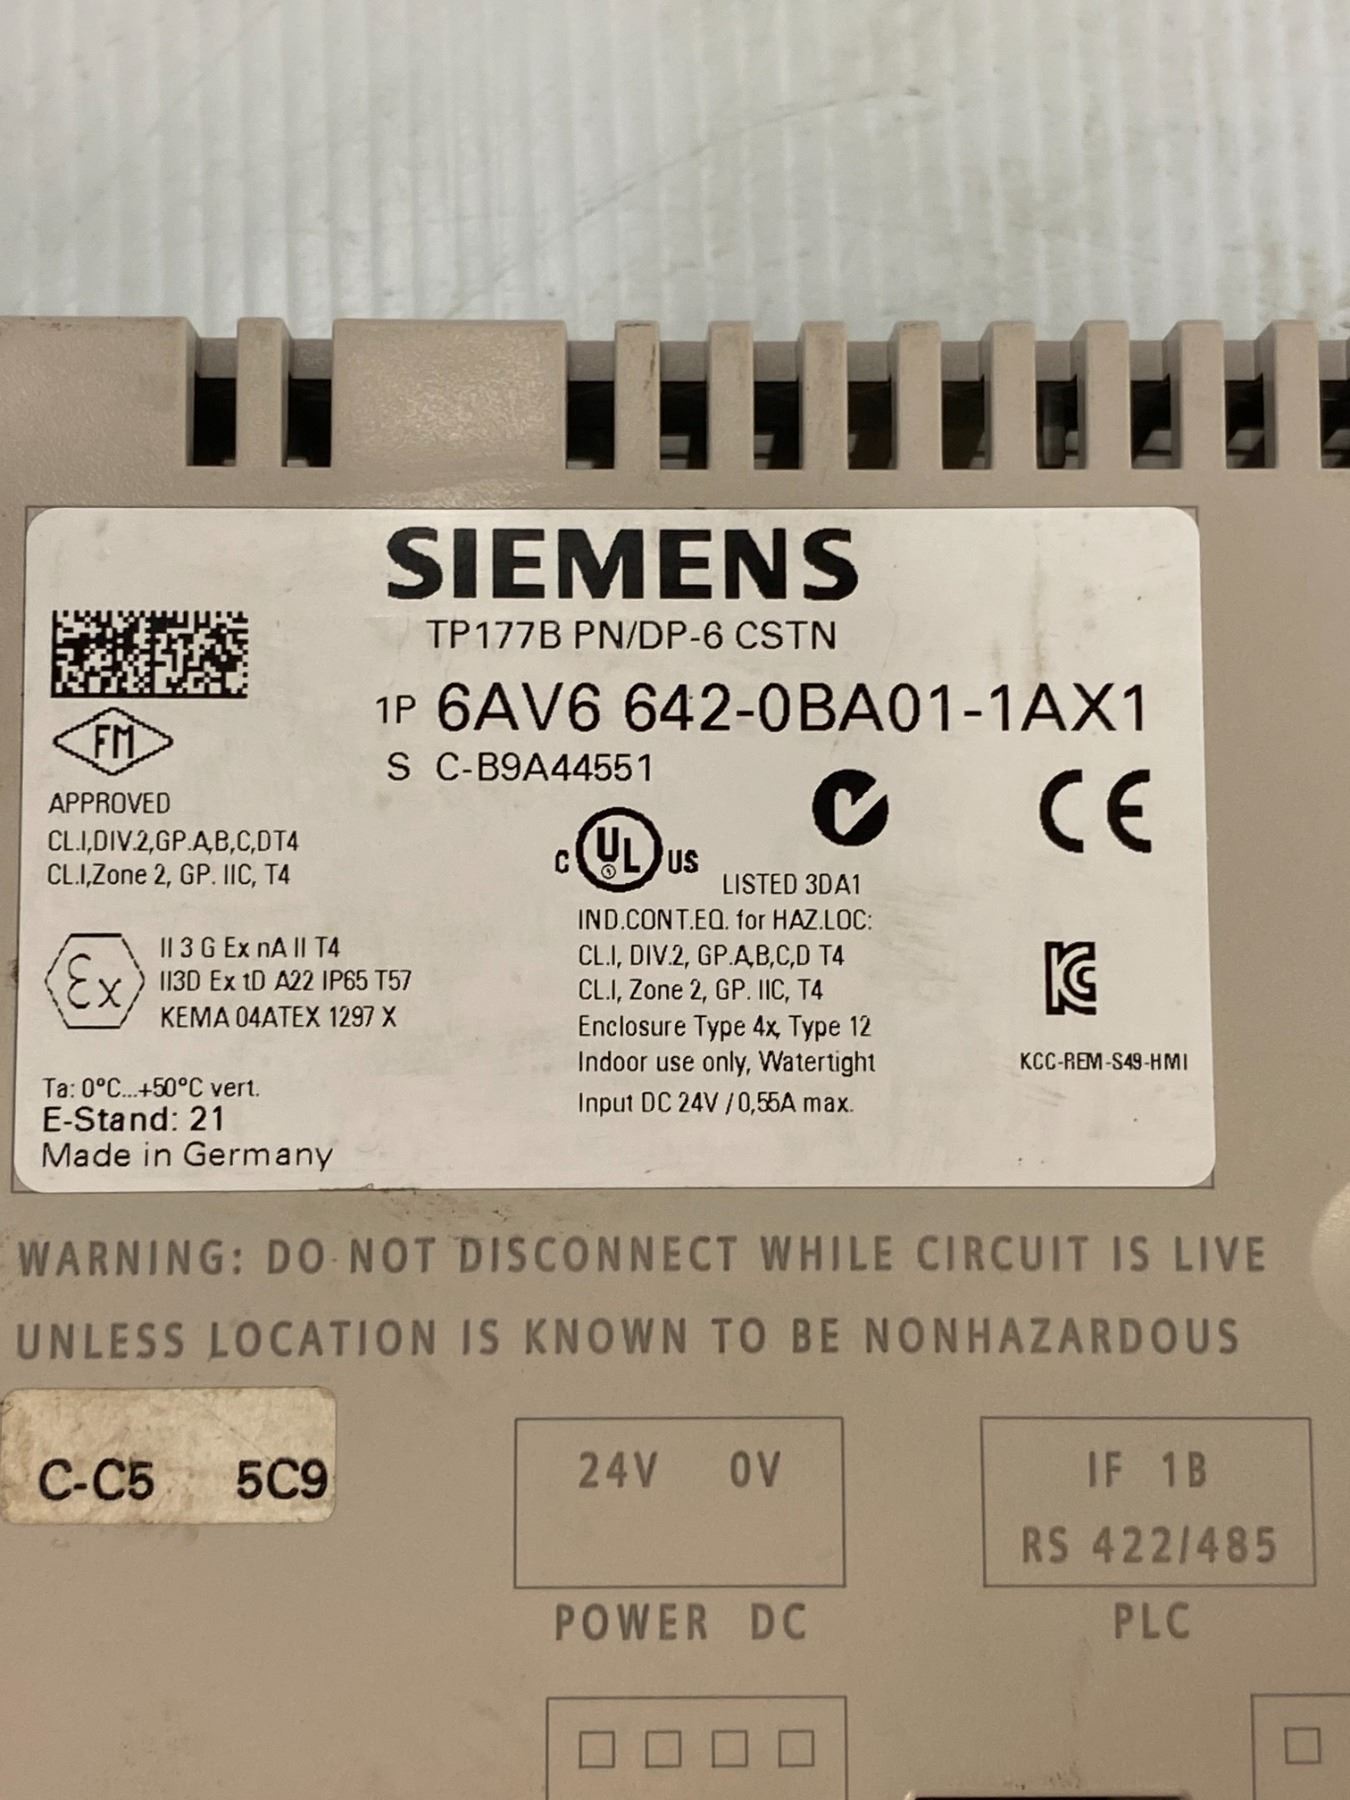 SIEMENS
TP177B PN/DP-6 CSTN
1P 6AV6 642-0BA01-1AX1
S C-B9A44551
FM
APPROVED
CL.I,DIV.2,GP.A,B,C,D T4
CL.I,Zone 2, GP. IIC, T4
Ex
II 3 G Ex nA II T4
II3D Ex tD A22 IP65 T57
KEMA 04ATEX 1297 X
Ta: 0°C...+50°C vert.
E-Stand: 21
Made in Germany
C UL US
LISTED 3DA1
IND.CONT.EQ. for HAZ.LOC:
CL.I, DIV.2, GP.A,B,C,D T4
CL.I, Zone 2, GP. IIC, T4
Enclosure Type 4x, Type 12
Indoor use only, Watertight
Input DC 24V / 0,55A max.
CE
KC
KCC-REM-S49-HMI
WARNING: DO NOT DISCONNECT WHILE CIRCUIT IS LIVE
UNLESS LOCATION IS KNOWN TO BE NONHAZARDOUS
C-C5 5C9
24V 0V
POWER DC
IF 1B
RS 422/485
PLC